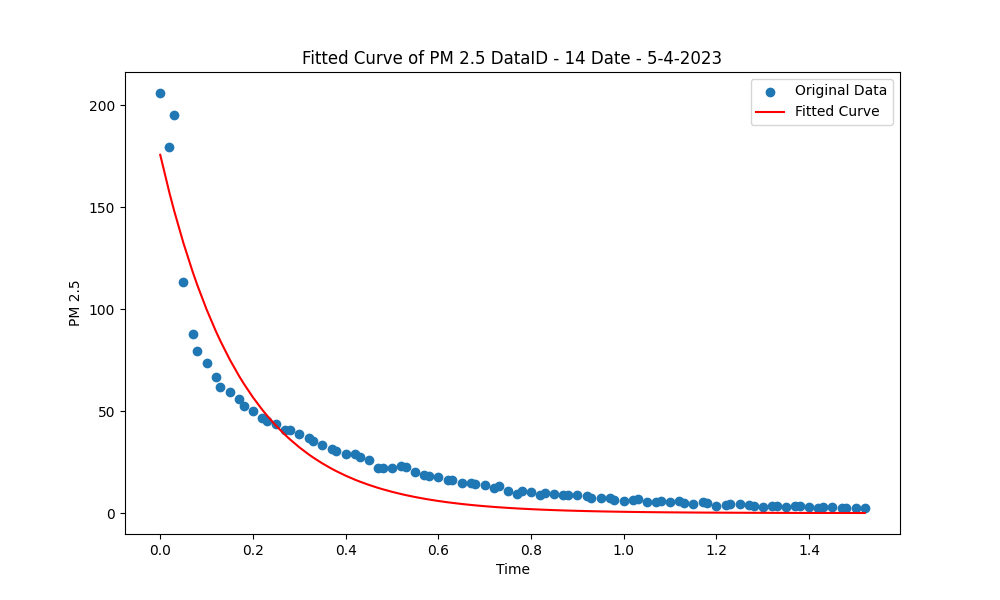 Fitted Curve of PM 2.5 DataID - 14 Date - 5-4-2023
Original Data
Fitted Curve
200
150
100
50
0
PM 2.5
0.0 0.2 0.4 0.6 0.8 1.0 1.2 1.4
Time